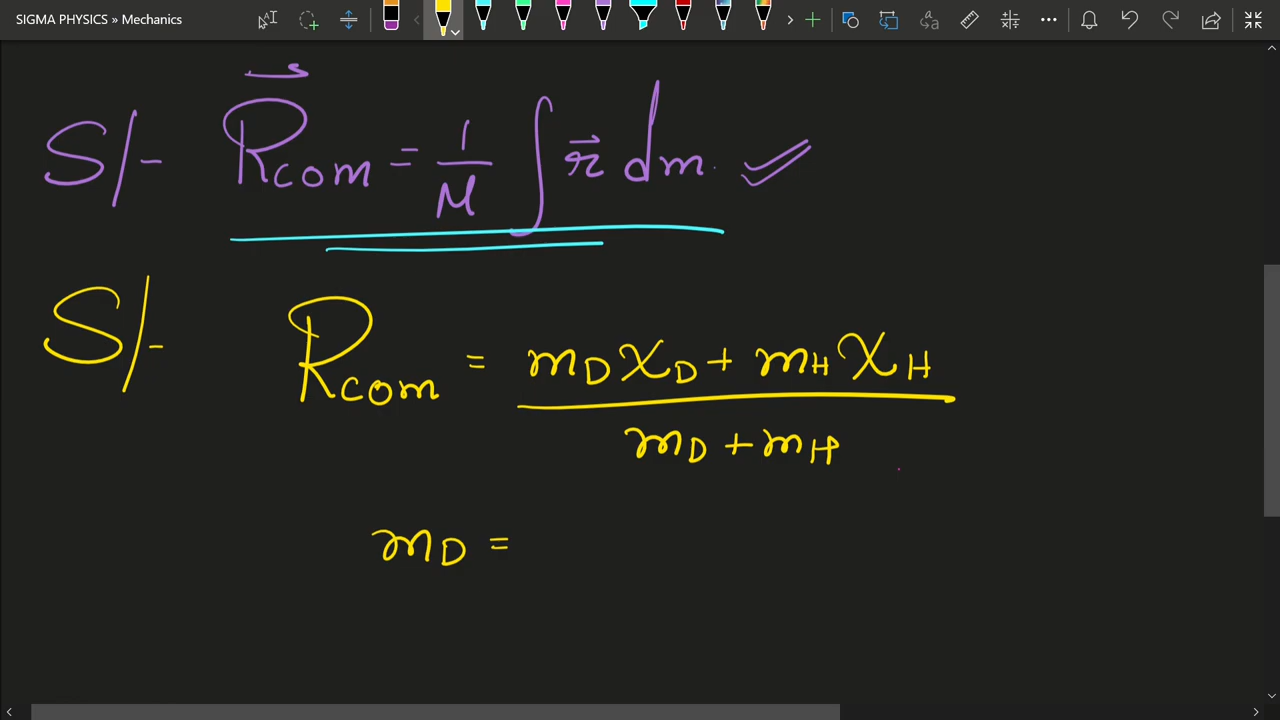 SIGMA PHYSICS » Mechanics
S/- R⃗com = 1/M ∫ r⃗ dm.
S/- Rcom = (mD xD + mH xH) / (mD + mH)
mD =